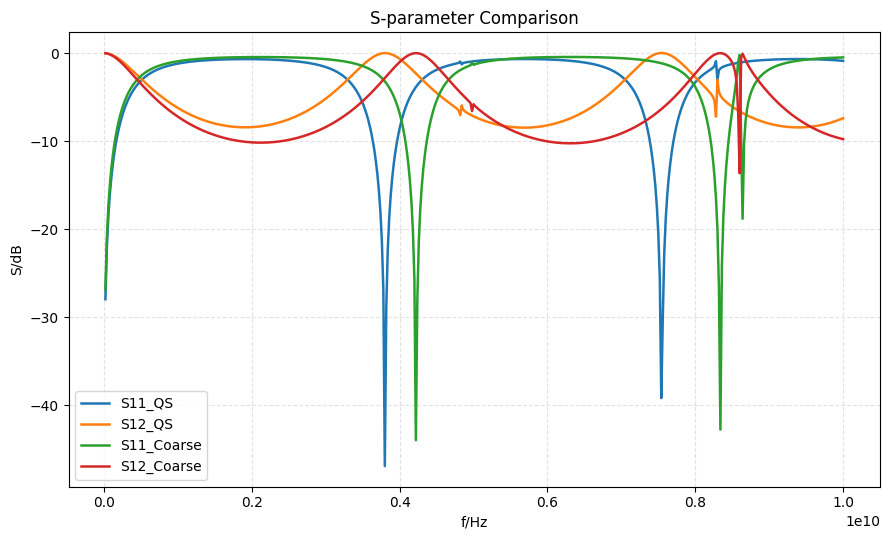 S-parameter Comparison
0
−10
−20
−30
−40
S/dB
S11_QS
S12_QS
S11_Coarse
S12_Coarse
0.0
0.2
0.4
0.6
0.8
1.0
1e10
f/Hz